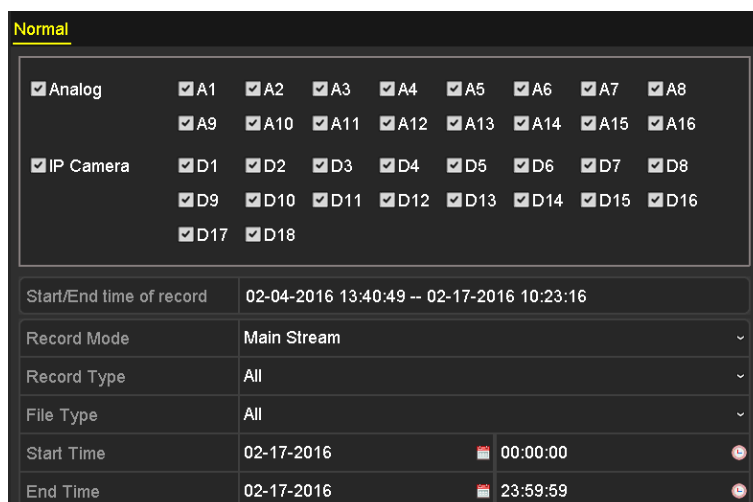 Normal
Analog A1 A2 A3 A4 A5 A6 A7 A8
A9 A10 A11 A12 A13 A14 A15 A16
IP Camera D1 D2 D3 D4 D5 D6 D7 D8
D9 D10 D11 D12 D13 D14 D15 D16
D17 D18
Start/End time of record 02-04-2016 13:40:49 -- 02-17-2016 10:23:16
Record Mode Main Stream
Record Type All
File Type All
Start Time 02-17-2016 00:00:00
End Time 02-17-2016 23:59:59